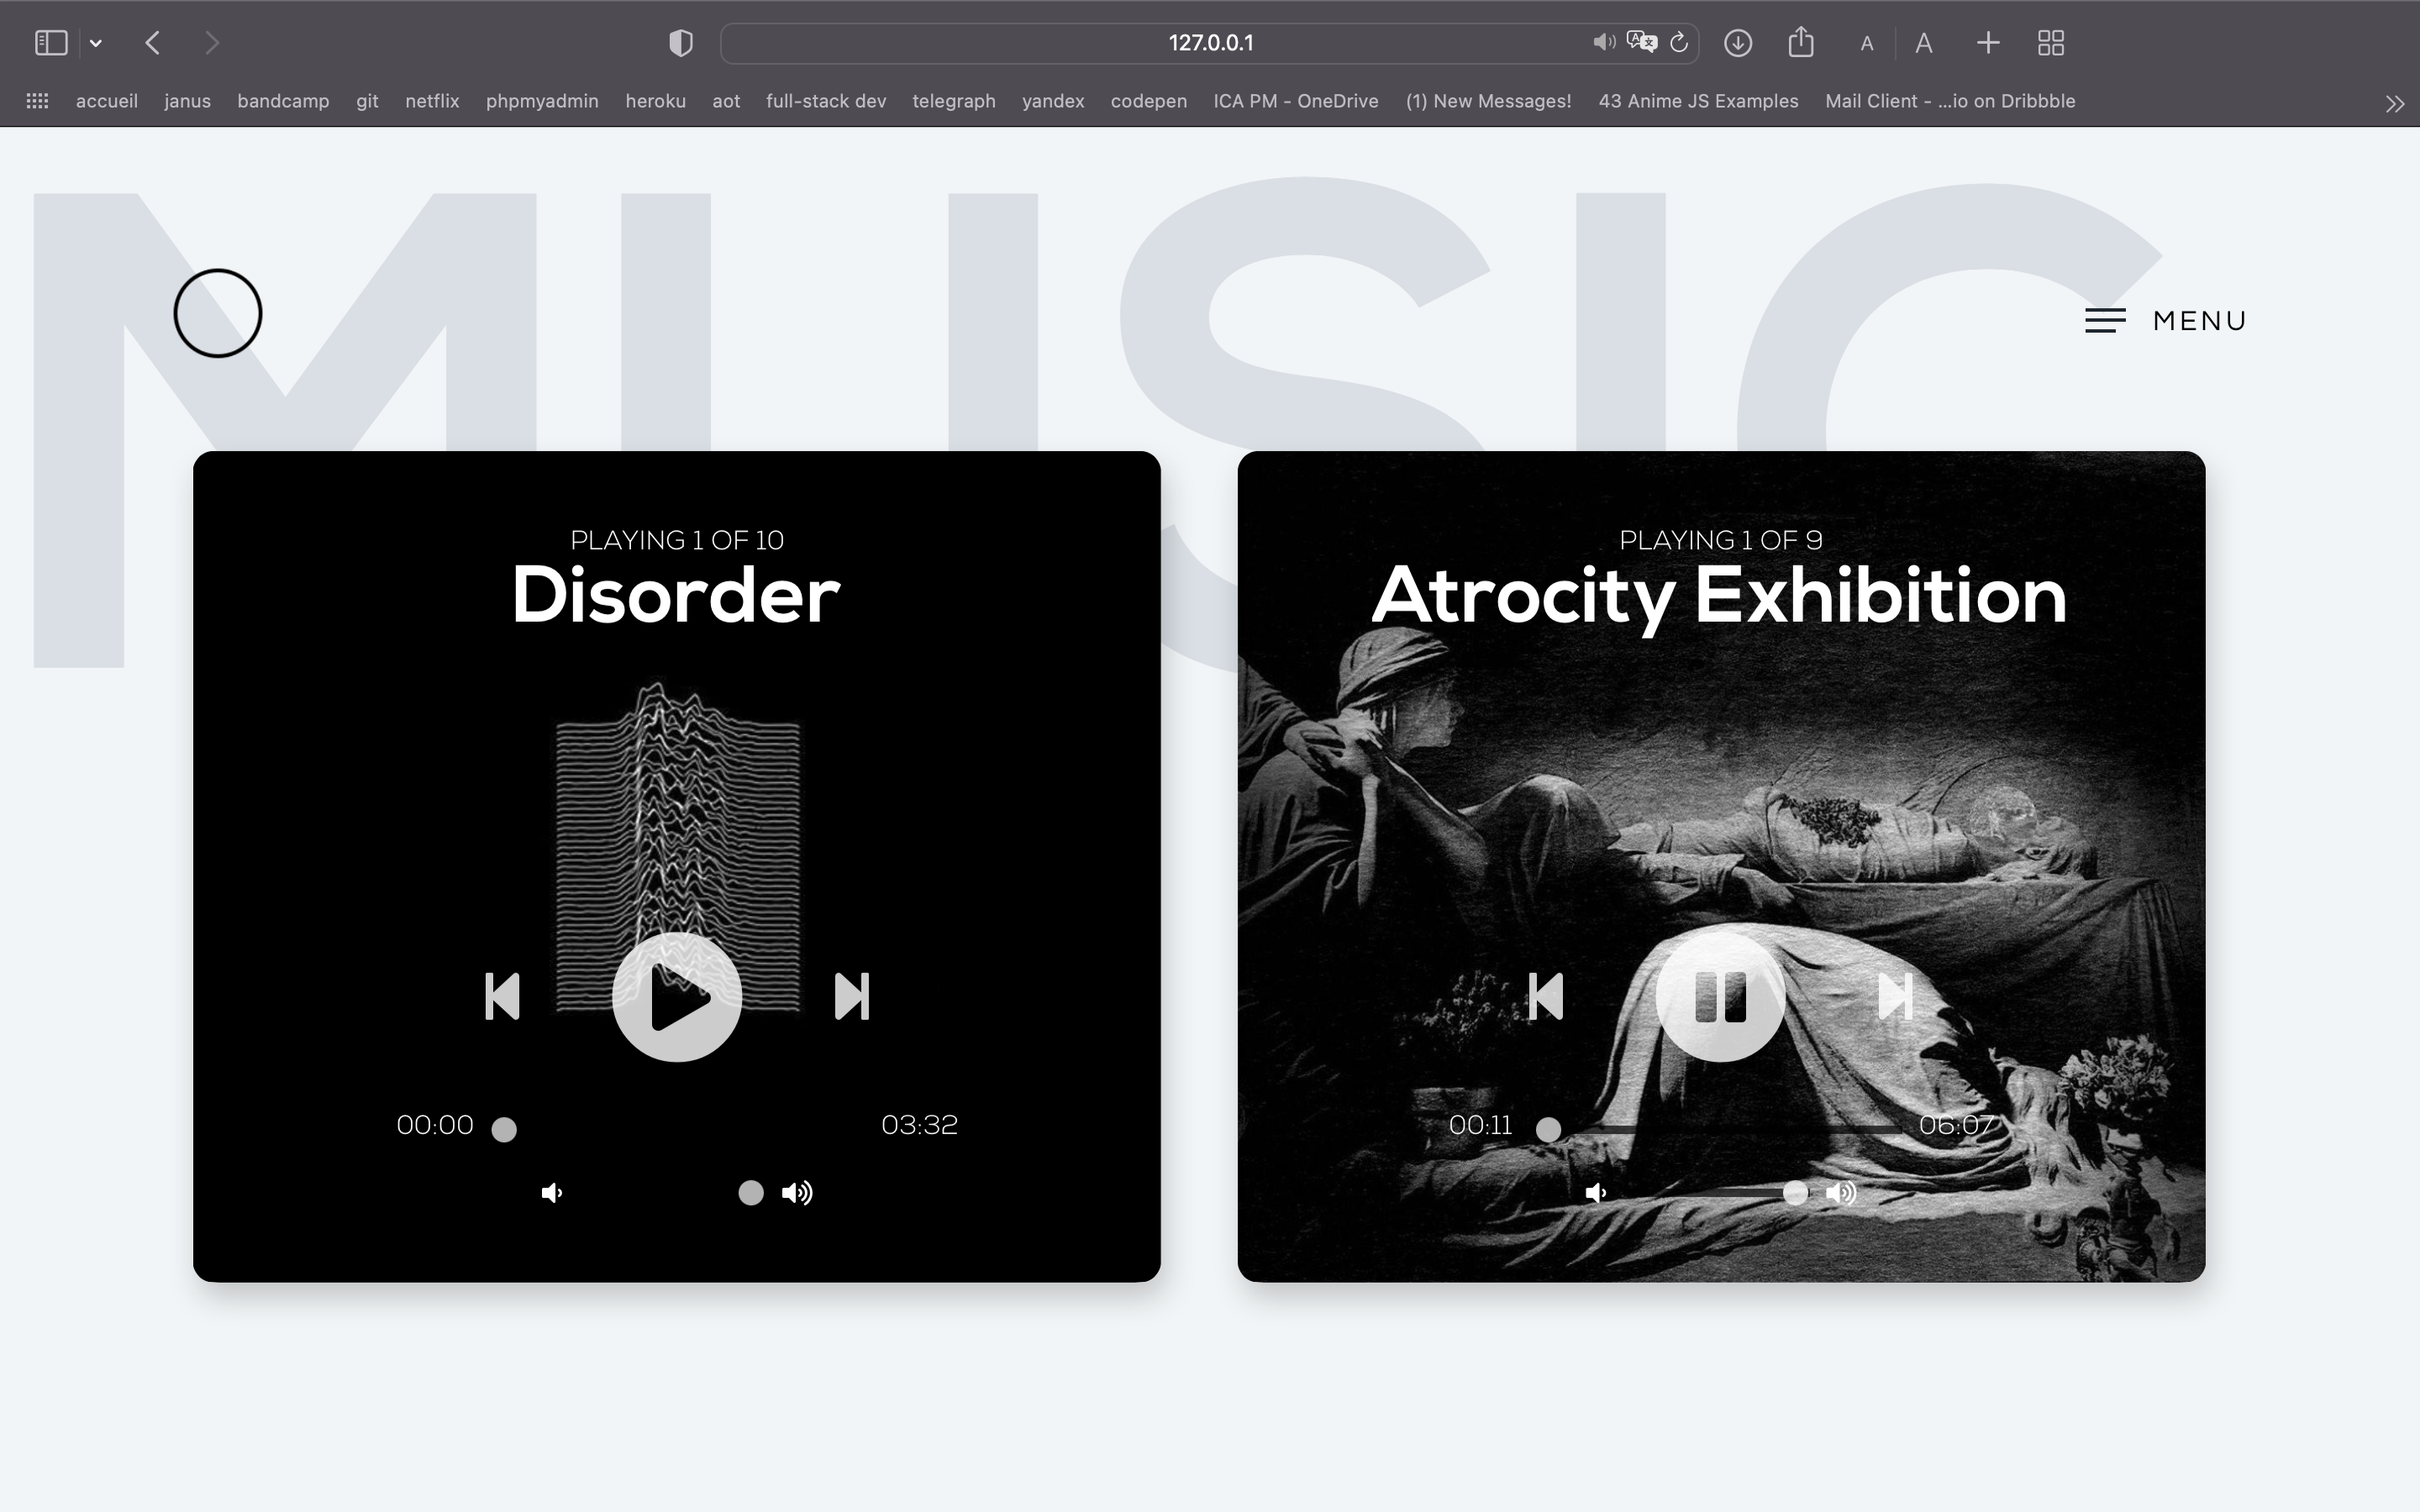 127.0.0.1
A A
accueil janus bandcamp git netflix phpmyadmin heroku aot full-stack dev telegraph yandex codepen ICA PM - OneDrive (1) New Messages! 43 Anime JS Examples Mail Client - ...io on Dribbble
MUSIC
MENU
PLAYING 1 OF 10
Disorder
00:00 03:32
PLAYING 1 OF 9
Atrocity Exhibition
00:11 06:07